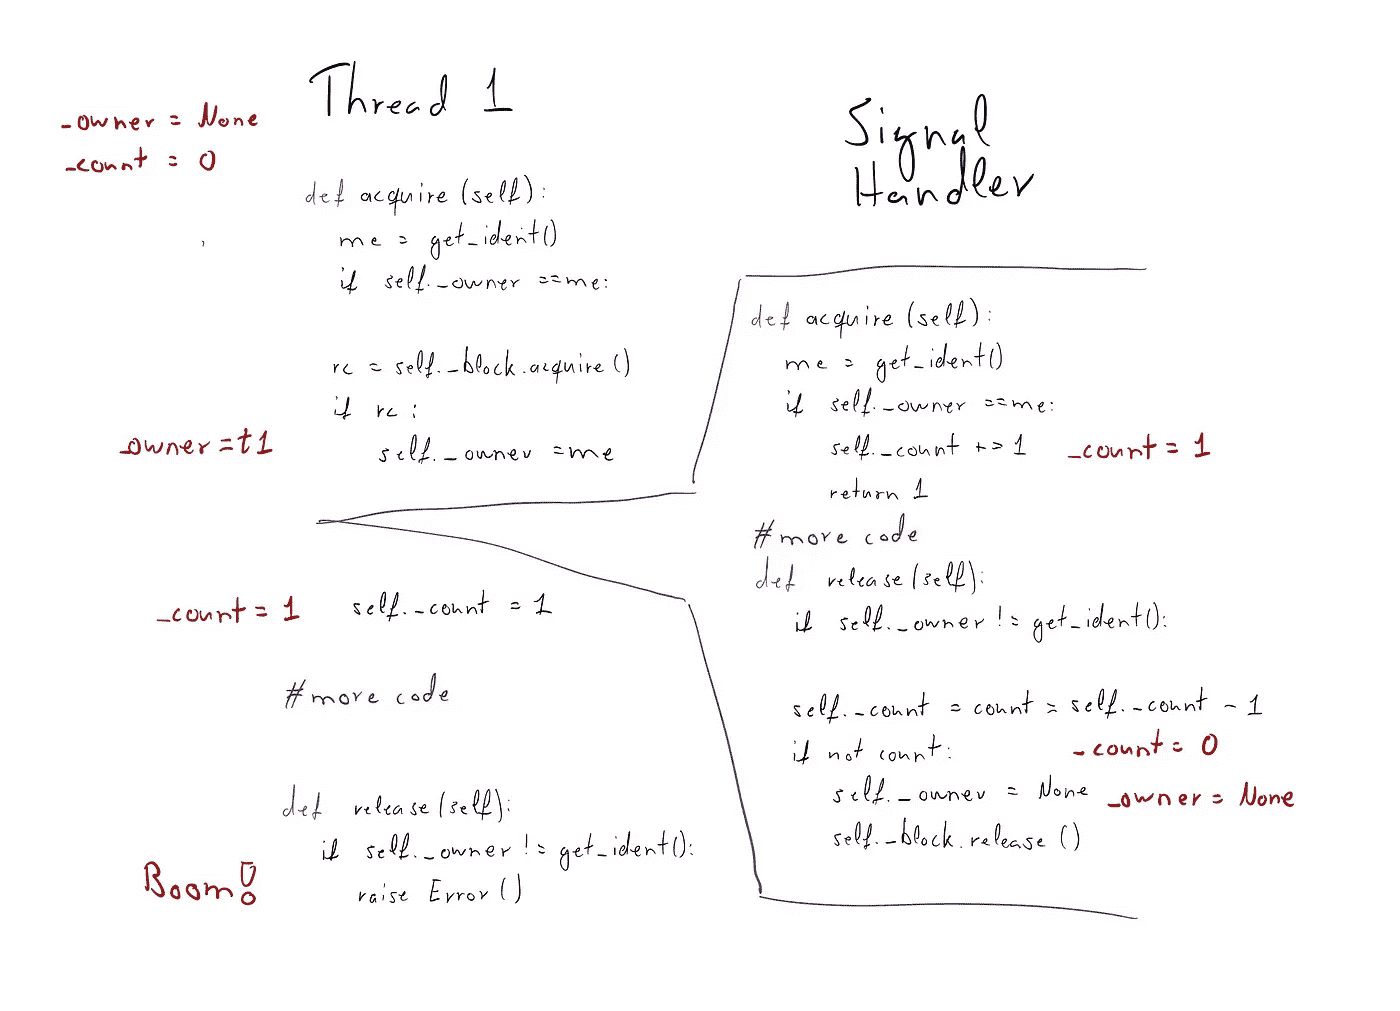 Thread 1
_owner = None
_count = 0
def acquire (self):
me = get_ident()
if self._owner ==me:
rc = self._block.acquire()
if rc:
_owner=t1
self._owner =me
Signal
Handler
def acquire (self):
me = get_ident()
if self._owner ==me:
self._count += 1
_count = 1
return 1
#more code
def release(self):
if self._owner != get_ident():
self._count = count = self._count - 1
if not count:
_count = 0
self._owner = None
_owner = None
self._block.release()
_count = 1
self._count = 1
#more code
def release(self):
if self._owner != get_ident():
raise Error()
Boom!